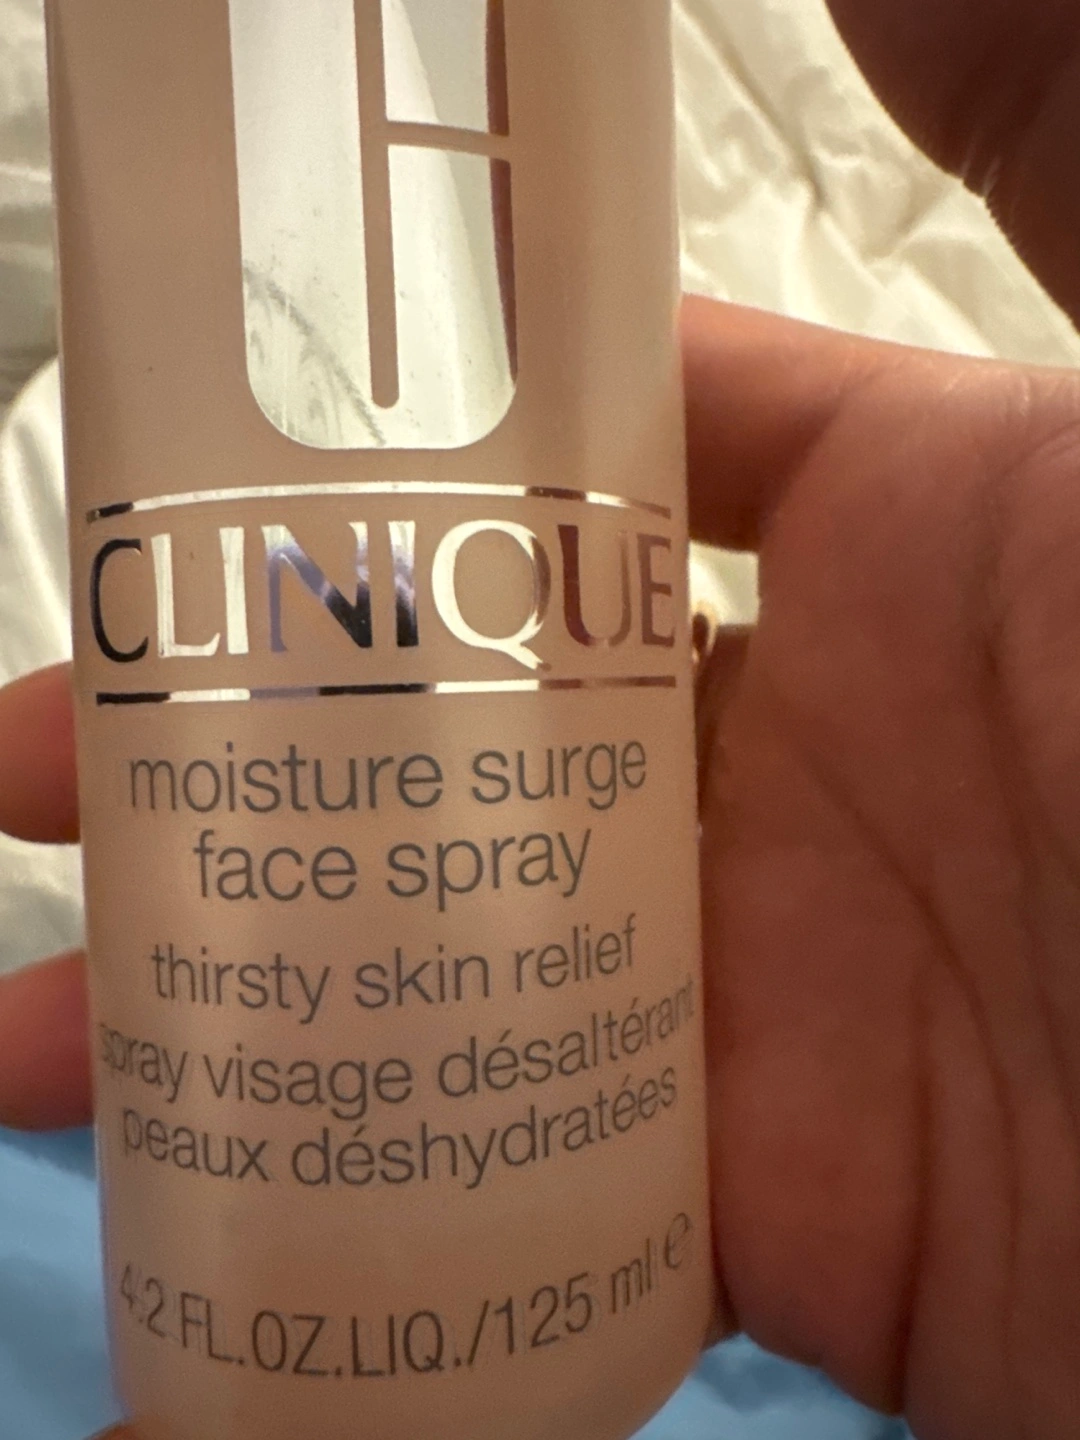 CLINIQUE
moisture surge
face spray
thirsty skin relief
spray visage désaltérant
peaux déshydratées
4.2 FL.OZ.LIQ./125 ml ℮